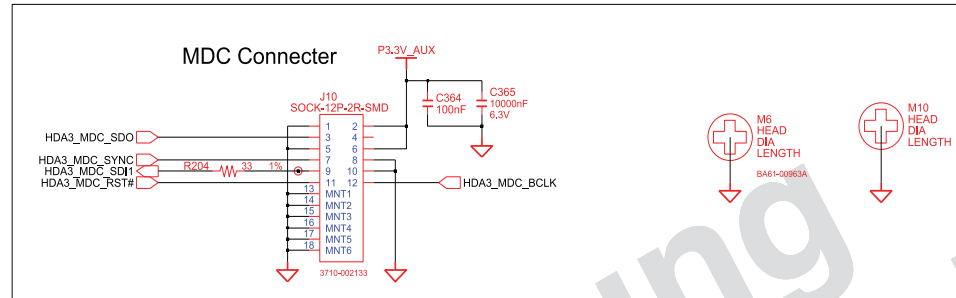 MDC Connecter
P3.3V_AUX
J10
SOCK-12P-2R-SMD
C364
100nF
C365
10000nF
6.3V
HDA3_MDC_SDO
HDA3_MDC_SYNC
HDA3_MDC_SDI1
HDA3_MDC_RST#
R204 33 1%
1 2
3 4
5 6
7 8
9 10
11 12
13 MNT1
14 MNT2
15 MNT3
16 MNT4
17 MNT5
18 MNT6
3710-002133
HDA3_MDC_BCLK
M6
HEAD
DIA
LENGTH
BA61-00963A
M10
HEAD
DIA
LENGTH
ung